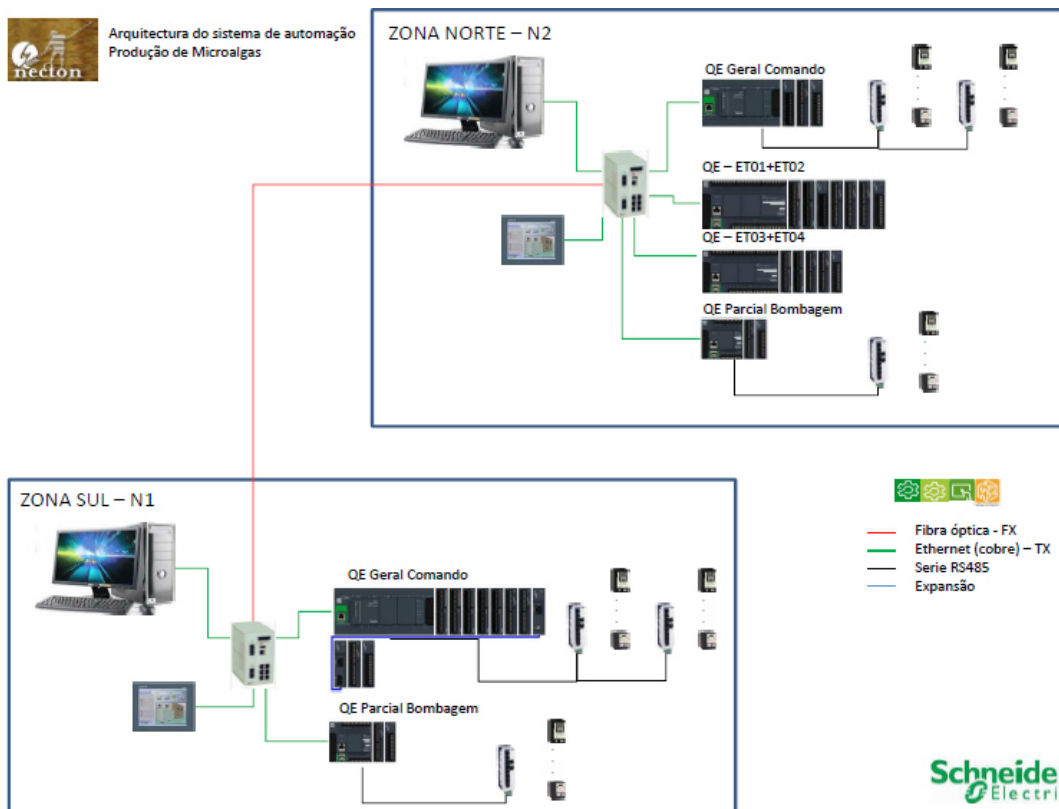 necton
Arquitectura do sistema de automação
Produção de Microalgas
ZONA NORTE – N2
QE Geral Comando
QE – ET01+ET02
QE – ET03+ET04
QE Parcial Bombagem
ZONA SUL – N1
QE Geral Comando
QE Parcial Bombagem
Fibra óptica - FX
Ethernet (cobre) – TX
Serie RS485
Expansão
Schneide
Electri